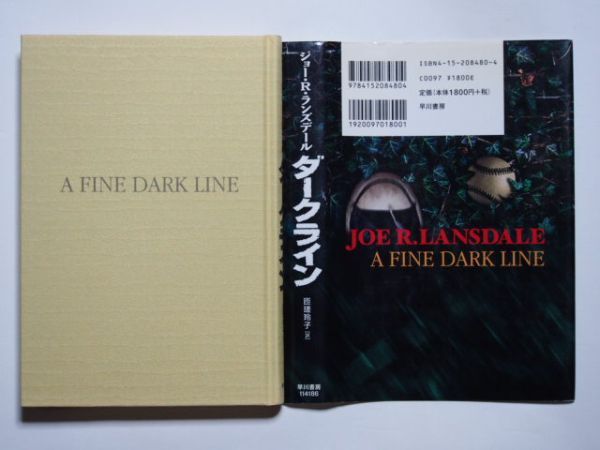 A FINE DARK LINE
ジョー・R・ランズデール
ダークライン
匝瑳玲子[訳]
早川書房
114186
9784152084804
1920097018001
ISBN4-15-208480-4
C0097 ¥1800E
定価(本体1800円+税)
早川書房
JOE R. LANSDALE
A FINE DARK LINE